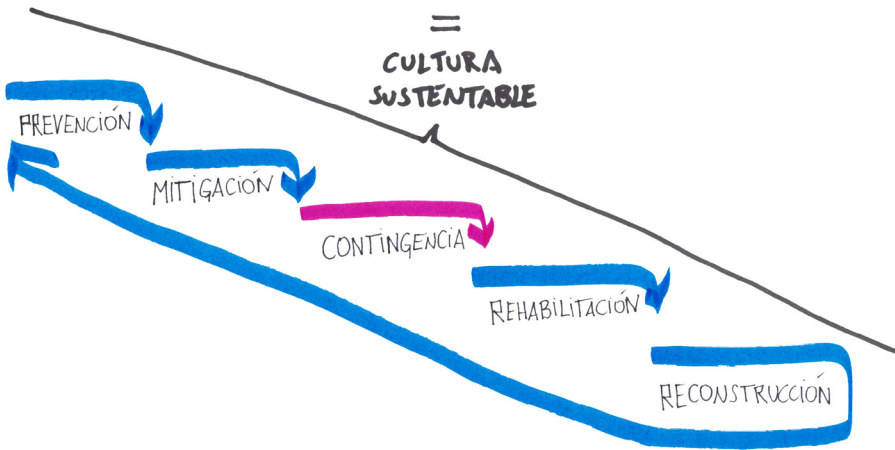 =
CULTURA
SUSTENTABLE
PREVENCIÓN
MITIGACIÓN
CONTINGENCIA
REHABILITACIÓN
RECONSTRUCCIÓN